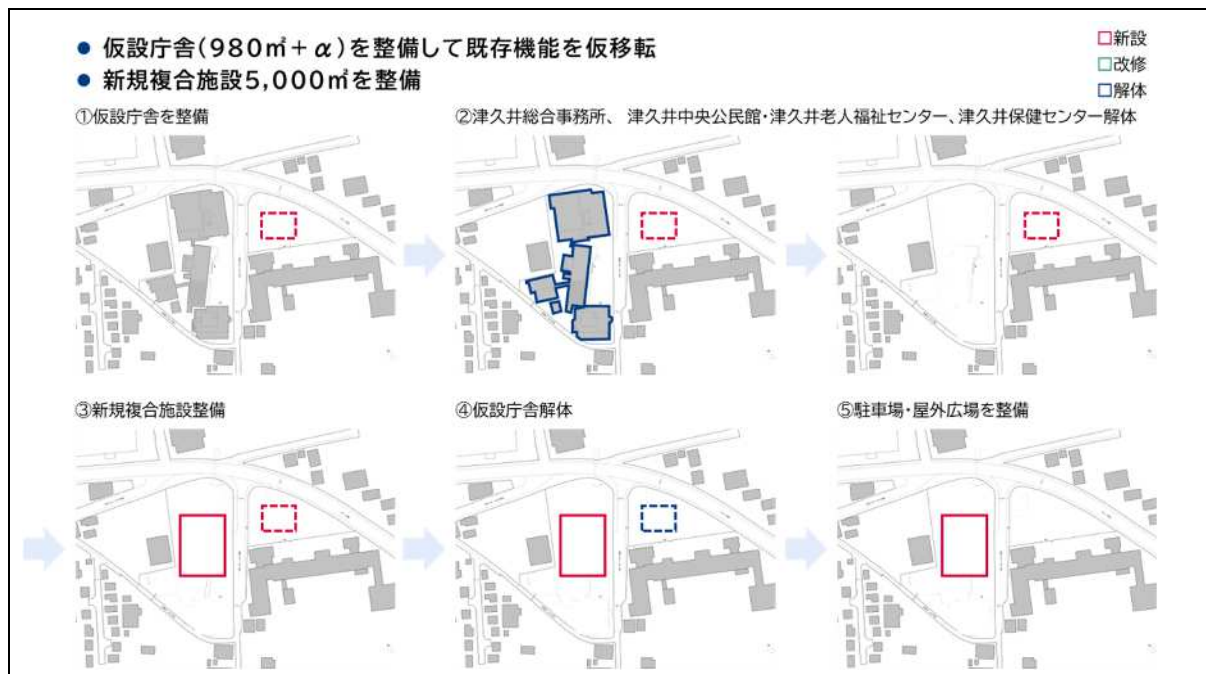 ● 仮設庁舎(980㎡+α)を整備して既存機能を仮移転
● 新規複合施設5,000㎡を整備
□新設
□改修
□解体
①仮設庁舎を整備
②津久井総合事務所、 津久井中央公民館・津久井老人福祉センター、津久井保健センター解体
③新規複合施設整備
④仮設庁舎解体
⑤駐車場・屋外広場を整備